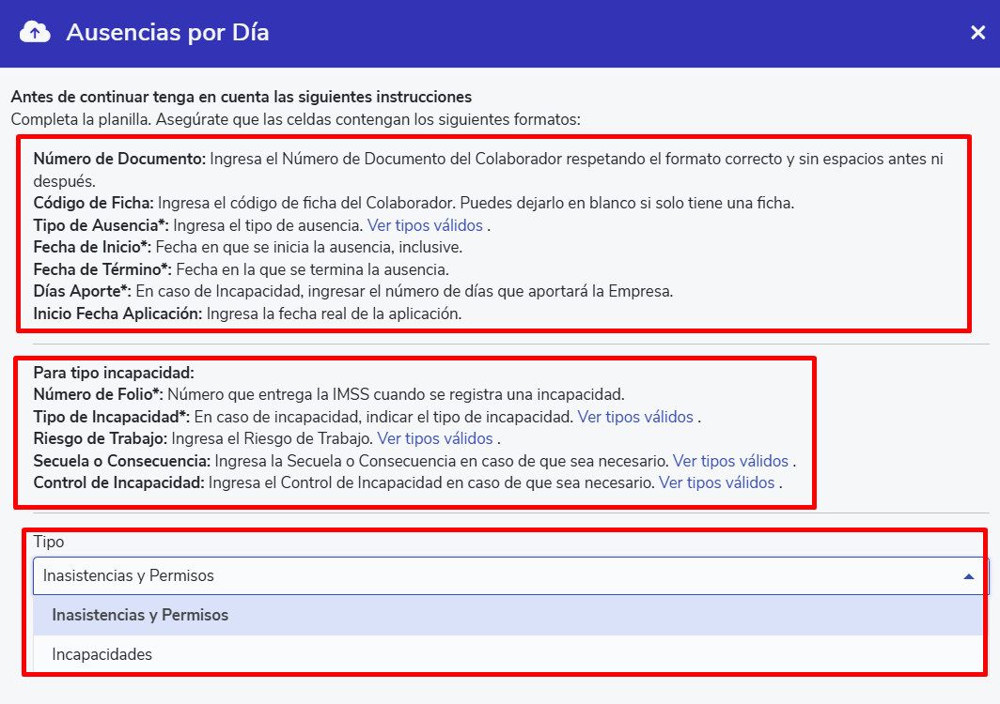 Ausencias por Día
Antes de continuar tenga en cuenta las siguientes instrucciones
Completa la planilla. Asegúrate que las celdas contengan los siguientes formatos:
Número de Documento: Ingresa el Número de Documento del Colaborador respetando el formato correcto y sin espacios antes ni
después.
Código de Ficha: Ingresa el código de ficha del Colaborador. Puedes dejarlo en blanco si solo tiene una ficha.
Tipo de Ausencia*: Ingresa el tipo de ausencia. Ver tipos válidos .
Fecha de Inicio*: Fecha en que se inicia la ausencia, inclusive.
Fecha de Término*: Fecha en la que se termina la ausencia.
Días Aporte*: En caso de Incapacidad, ingresar el número de días que aportará la Empresa.
Inicio Fecha Aplicación: Ingresa la fecha real de la aplicación.
Para tipo incapacidad:
Número de Folio*: Número que entrega la IMSS cuando se registra una incapacidad.
Tipo de Incapacidad*: En caso de incapacidad, indicar el tipo de incapacidad. Ver tipos válidos .
Riesgo de Trabajo: Ingresa el Riesgo de Trabajo. Ver tipos válidos .
Secuela o Consecuencia: Ingresa la Secuela o Consecuencia en caso de que sea necesario. Ver tipos válidos .
Control de Incapacidad: Ingresa el Control de Incapacidad en caso de que sea necesario. Ver tipos válidos .
Tipo
Inasistencias y Permisos
Inasistencias y Permisos
Incapacidades